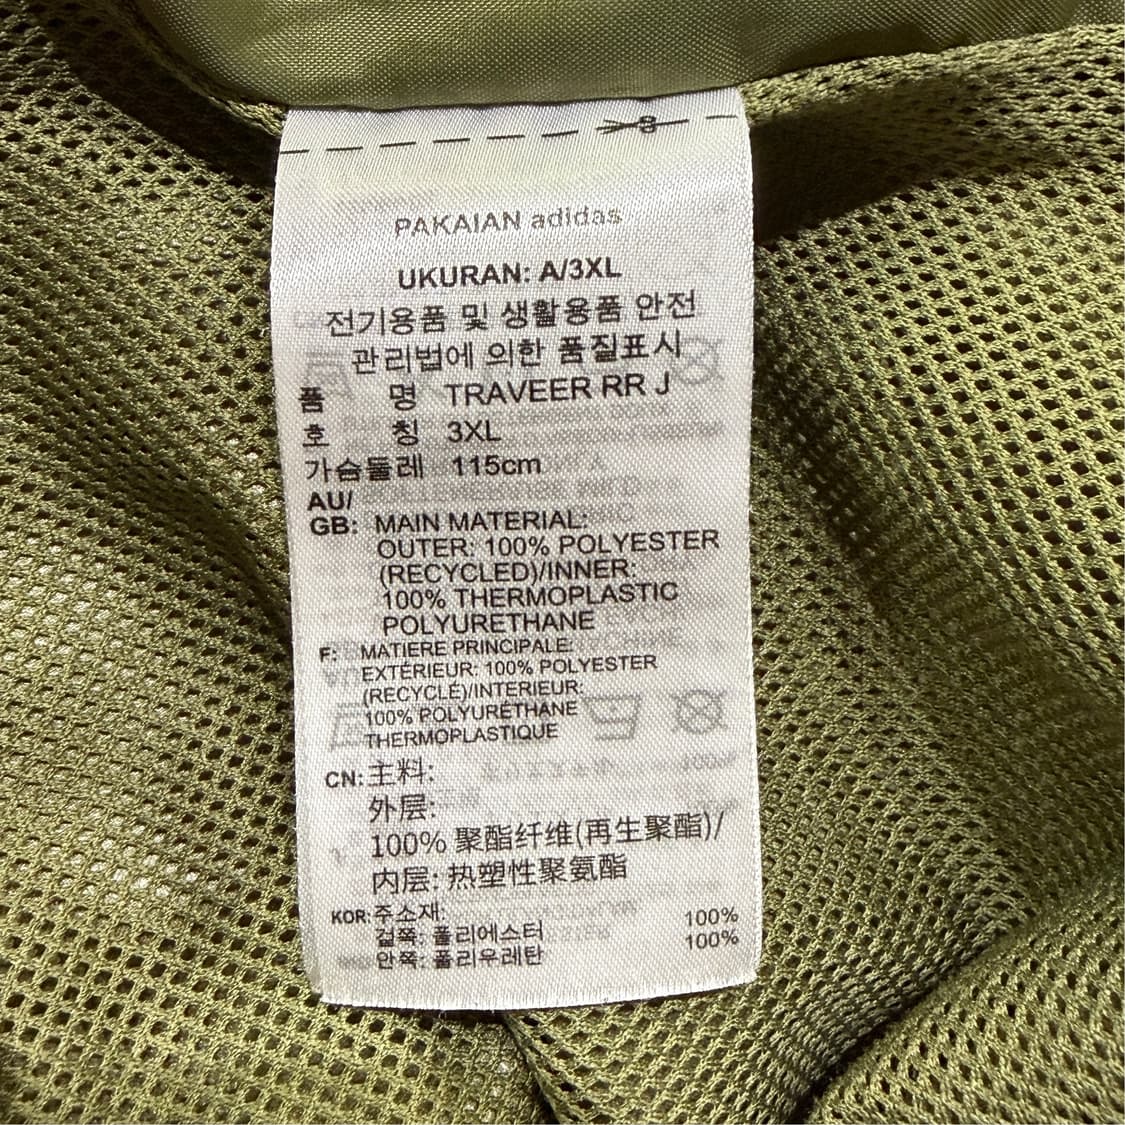 PAKAIAN adidas
UKURAN: A/3XL
전기용품 및 생활용품 안전
관리법에 의한 품질표시
품 명 TRAVEER RR J
호 칭 3XL
가슴둘레 115cm
AU/
GB: MAIN MATERIAL:
OUTER: 100% POLYESTER
(RECYCLED)/INNER:
100% THERMOPLASTIC
POLYURETHANE
F: MATIERE PRINCIPALE:
EXTÉRIEUR: 100% POLYESTER
(RECYCLÉ)/INTERIEUR:
100% POLYURÉTHANE
THERMOPLASTIQUE
CN: 主料:
外层:
100% 聚酯纤维(再生聚酯)/
内层: 热塑性聚氨酯
KOR: 주소재:
겉쪽: 폴리에스터 100%
안쪽: 폴리우레탄 100%